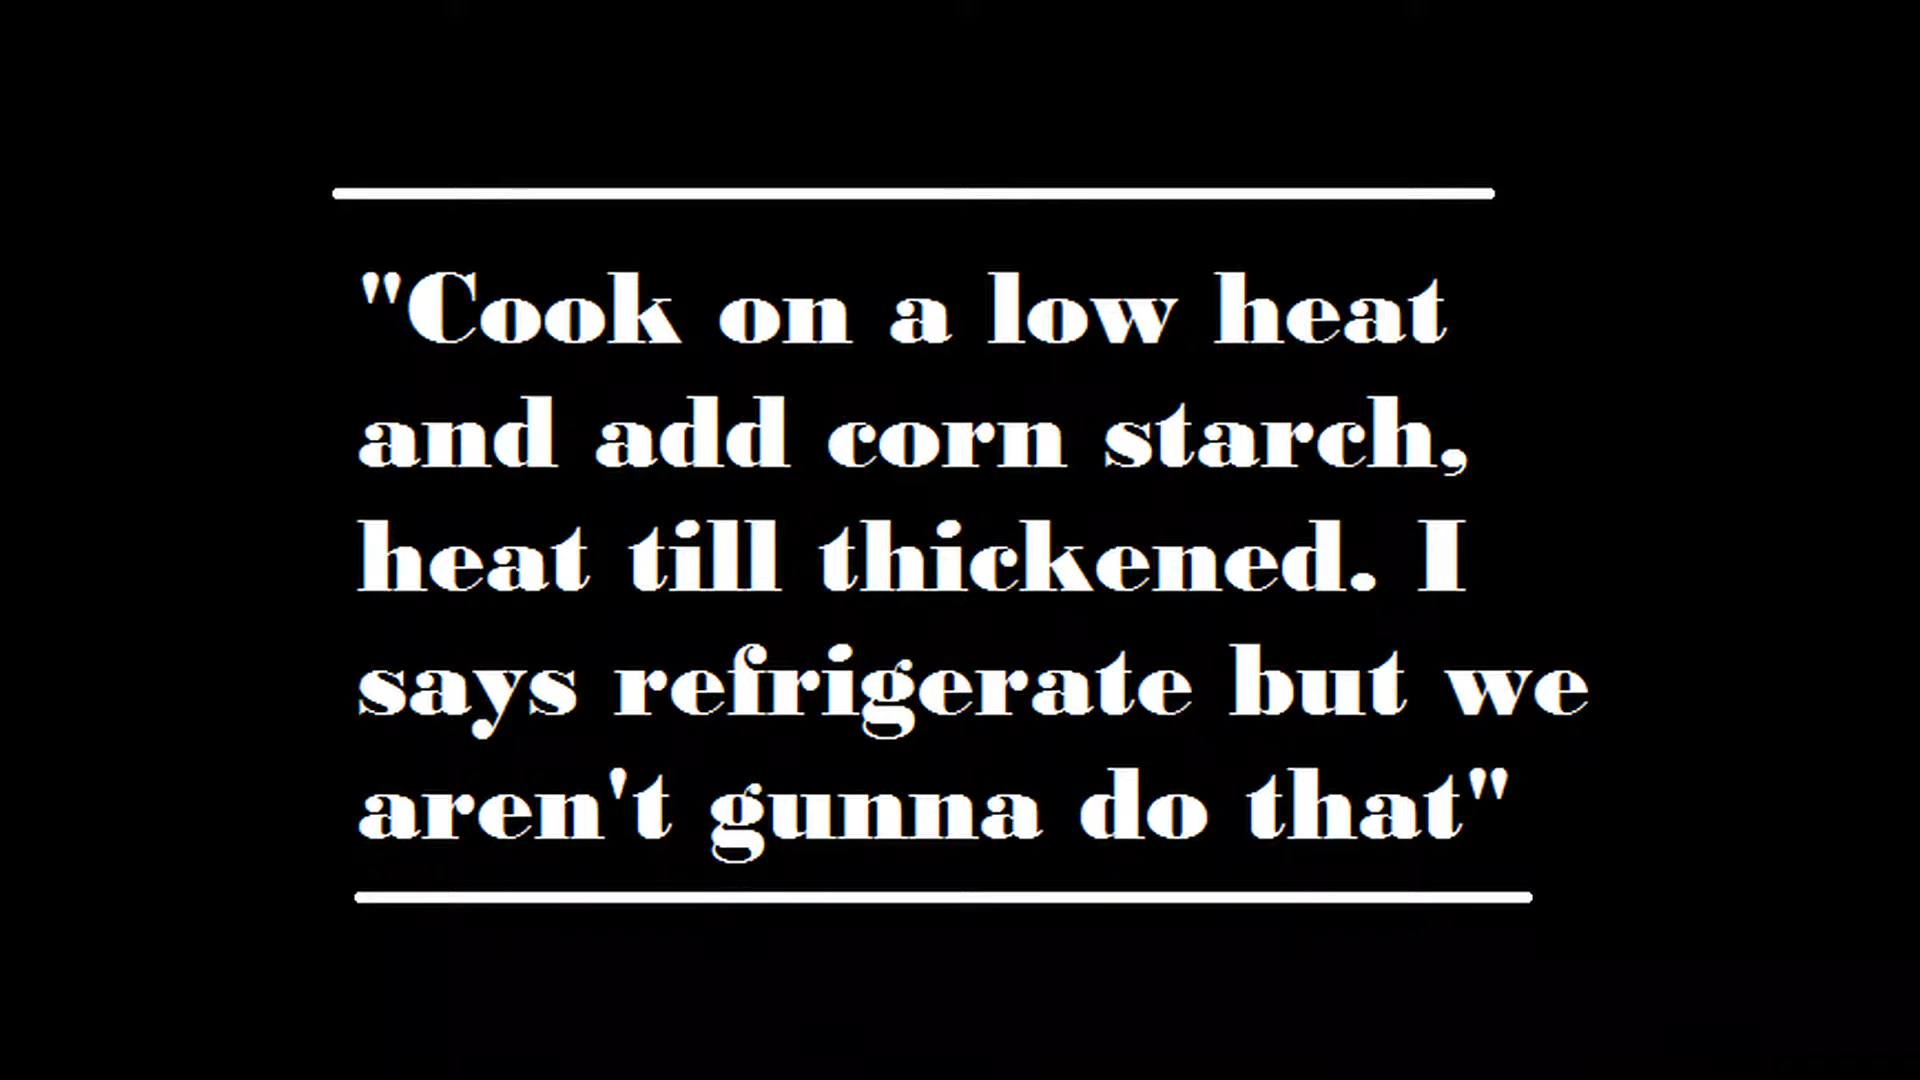 "Cook on a low heat
and add corn starch,
heat till thickened. I
says refrigerate but we
aren't gunna do that"